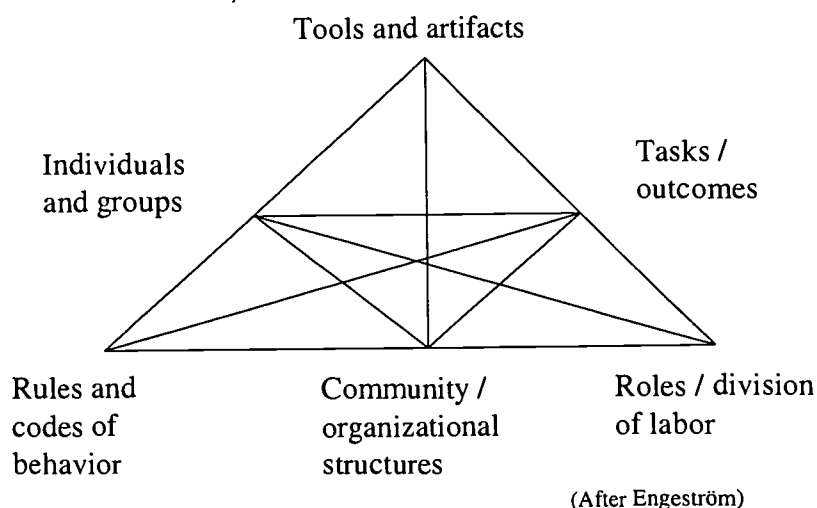 Tools and artifacts
Individuals
and groups
Tasks /
outcomes
Rules and
codes of
behavior
Community /
organizational
structures
Roles / division
of labor
(After Engeström)